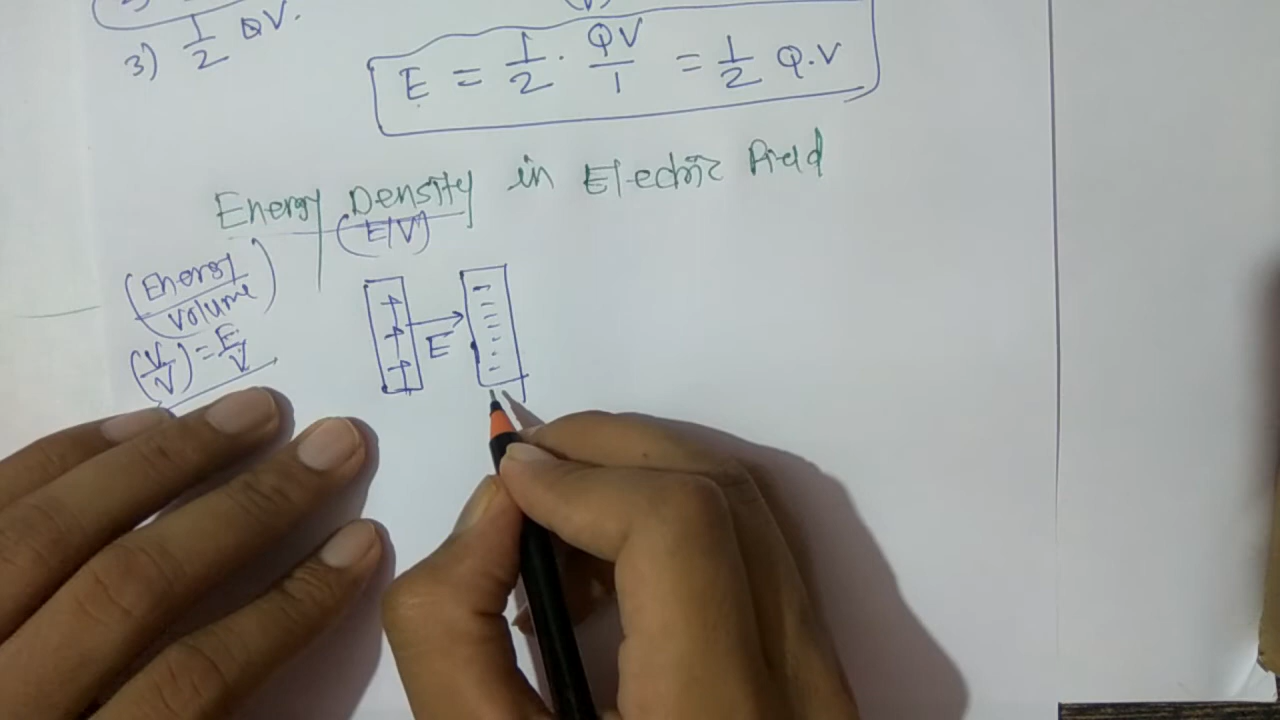 3) 1/2 QV.
E = 1/2 . QV/1 = 1/2 Q.V
Energy Density in Electric Field
(E/V)
(Energy/Volume)
(V/V) = E/V
+ -
+ E -
+ -